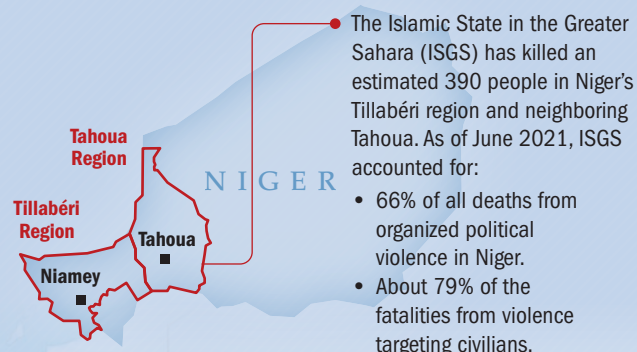 The Islamic State in the Greater
Sahara (ISGS) has killed an
estimated 390 people in Niger's
Tillabéri region and neighboring
Tahoua. As of June 2021, ISGS
accounted for:
• 66% of all deaths from
organized political
violence in Niger.
• About 79% of the
fatalities from violence
targeting civilians.
Tahoua
Region
NIGER
Tillabéri
Region
Tahoua
Niamey